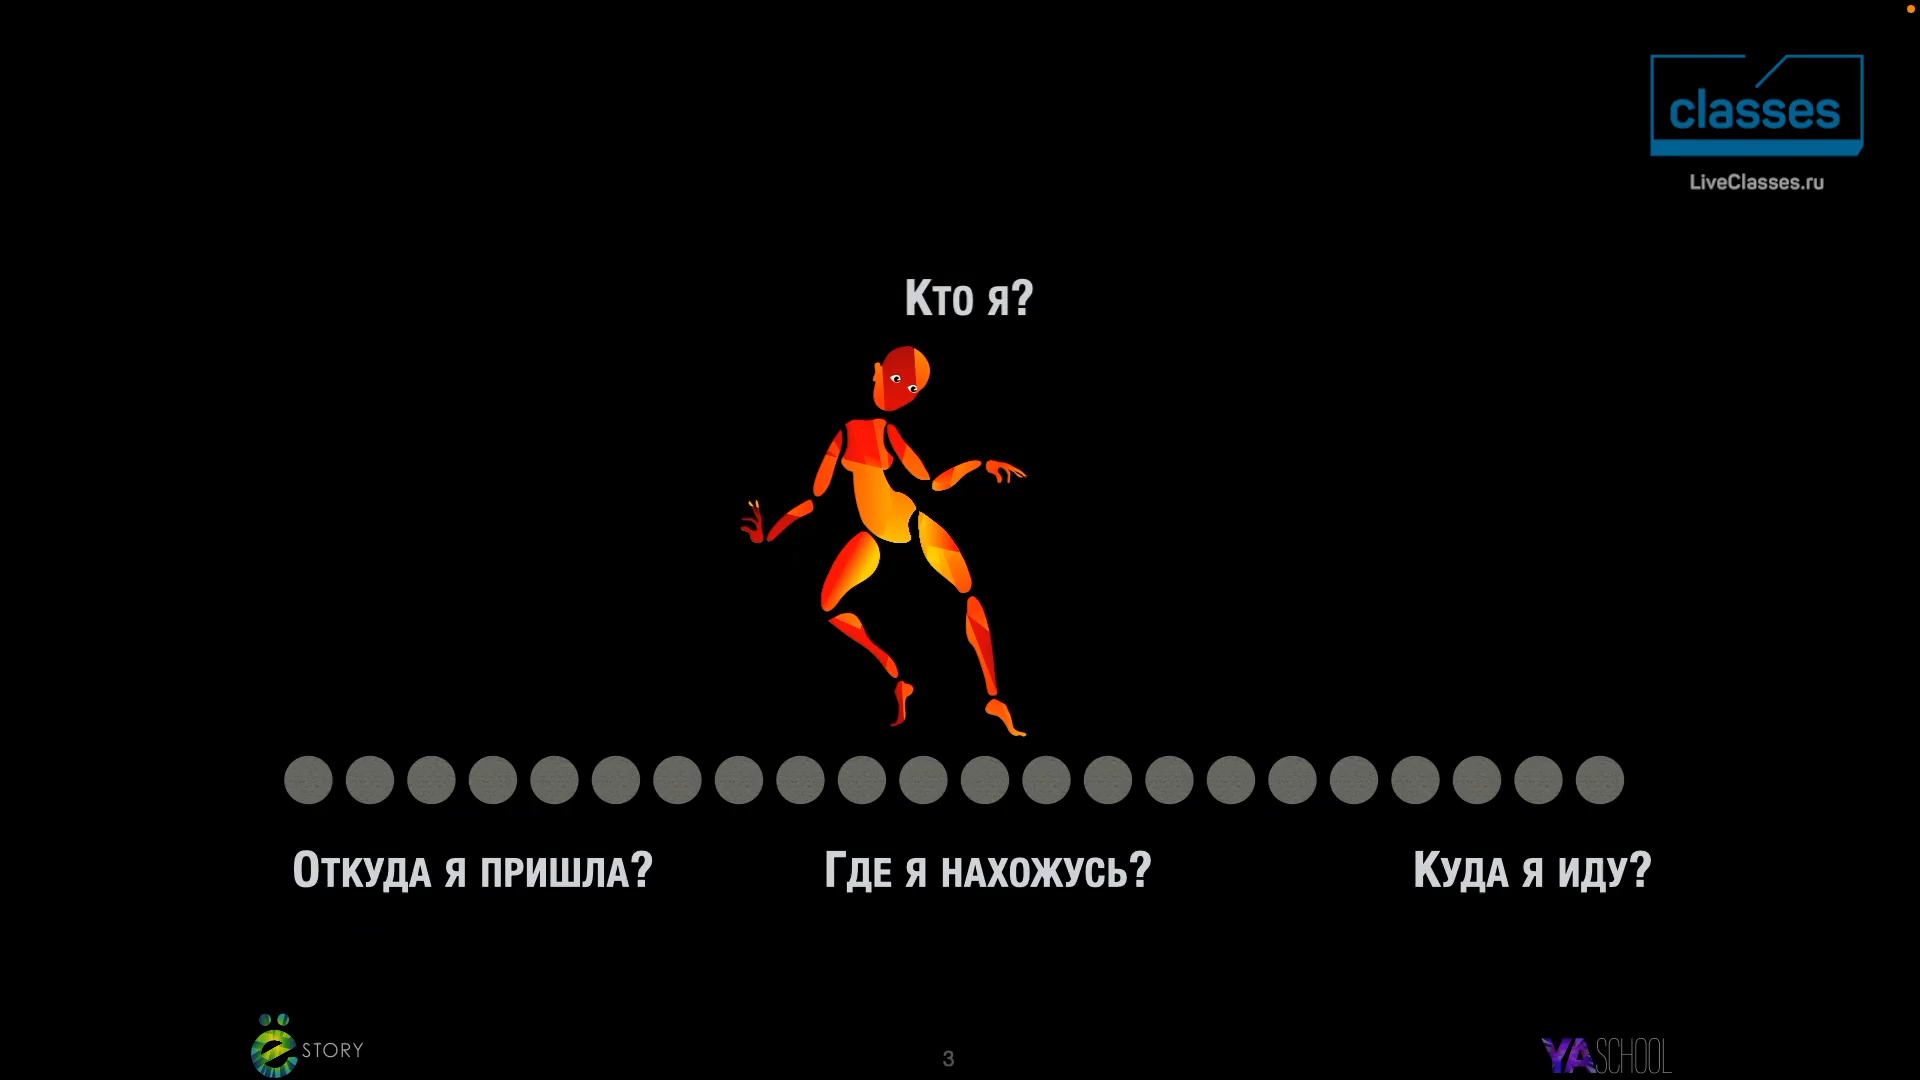 classes
LiveClasses.ru
Кто я?
Откуда я пришла?
Где я нахожусь?
Куда я иду?
ё STORY
3
YASCHOOL